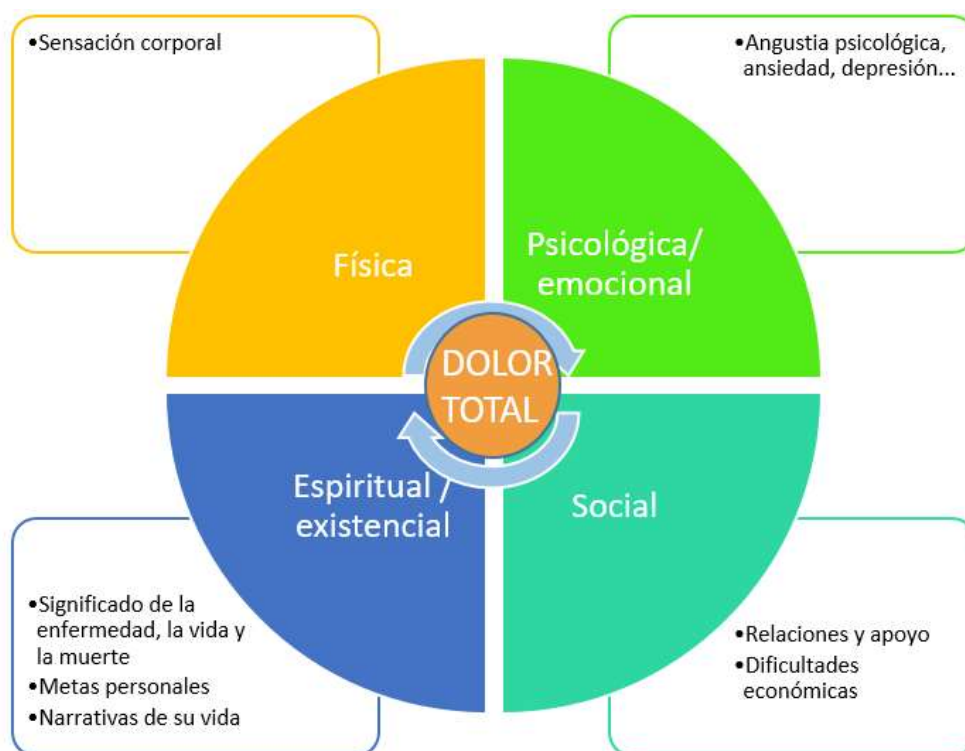 •Sensación corporal
•Angustia psicológica,
ansiedad, depresión...
Física
Psicológica/
emocional
DOLOR
TOTAL
Espiritual /
existencial
Social
•Significado de la
enfermedad, la vida y
la muerte
•Metas personales
•Narrativas de su vida
•Relaciones y apoyo
•Dificultades
económicas